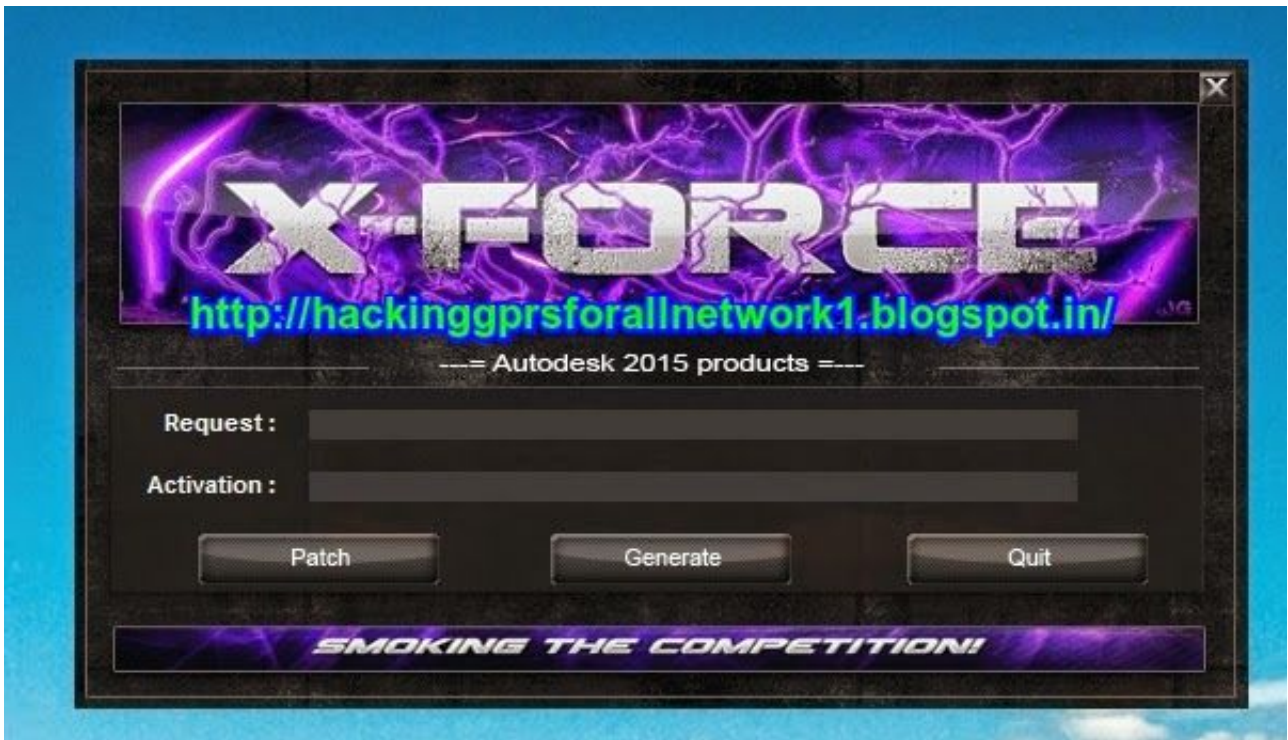 X
X-FORCE
JG
http://hackinggprsforallnetwork1.blogspot.in/
---= Autodesk 2015 products =---
Request :
Activation :
Patch Generate Quit
SMOKING THE COMPETITION!